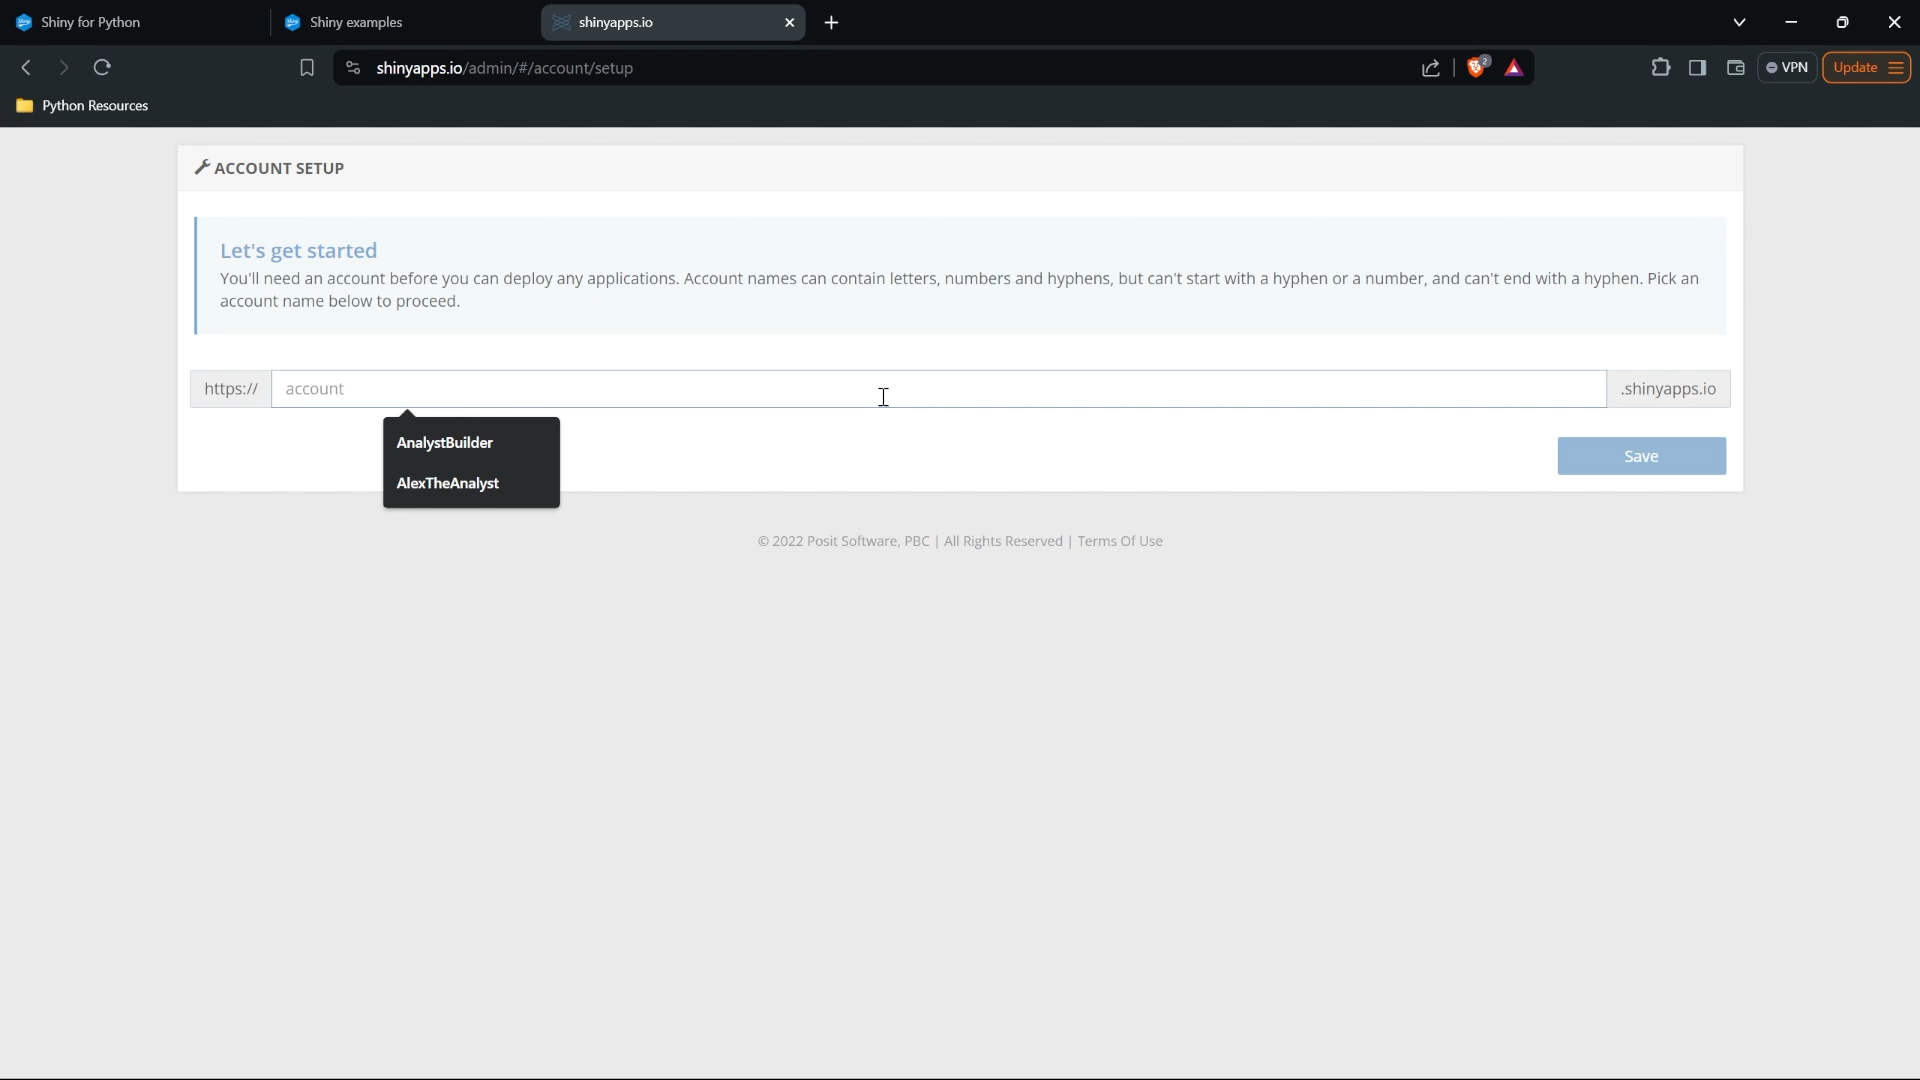 Shiny for Python
Shiny examples
shinyapps.io
shinyapps.io/admin/#/account/setup
2
VPN
Update
Python Resources
ACCOUNT SETUP
Let's get started
You'll need an account before you can deploy any applications. Account names can contain letters, numbers and hyphens, but can't start with a hyphen or a number, and can't end with a hyphen. Pick an
account name below to proceed.
https:// account .shinyapps.io
AnalystBuilder
Save
AlexTheAnalyst
© 2022 Posit Software, PBC | All Rights Reserved | Terms Of Use